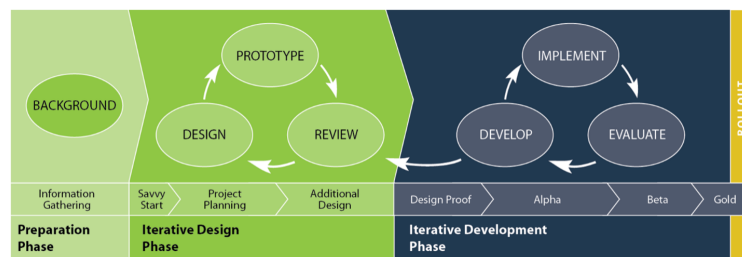 PROTOTYPE
IMPLEMENT
BACKGROUND
DESIGN
REVIEW
DEVELOP
EVALUATE
ROLLOUT
Information
Gathering
Savvy
Start
Project
Planning
Additional
Design
Design Proof
Alpha
Beta
Gold
Preparation
Phase
Iterative Design
Phase
Iterative Development
Phase